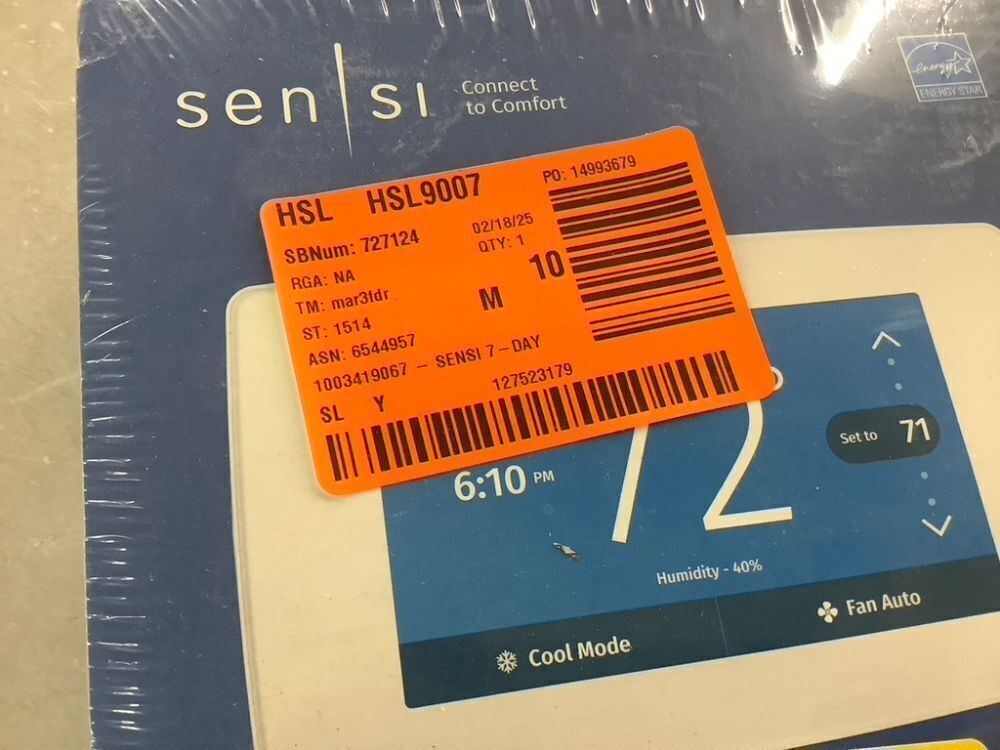 sensi
Connect
to Comfort
energy
ENERGY STAR
HSL HSL9007
PO: 14993679
SBNum: 727124
02/18/25
RGA: NA
QTY: 1
TM: mar3fdr
M
10
ST: 1514
ASN: 6544957
1003419067 - SENSI 7-DAY
SL Y
127523179
72
Set to 71
6:10 PM
Humidity - 40%
Cool Mode
Fan Auto